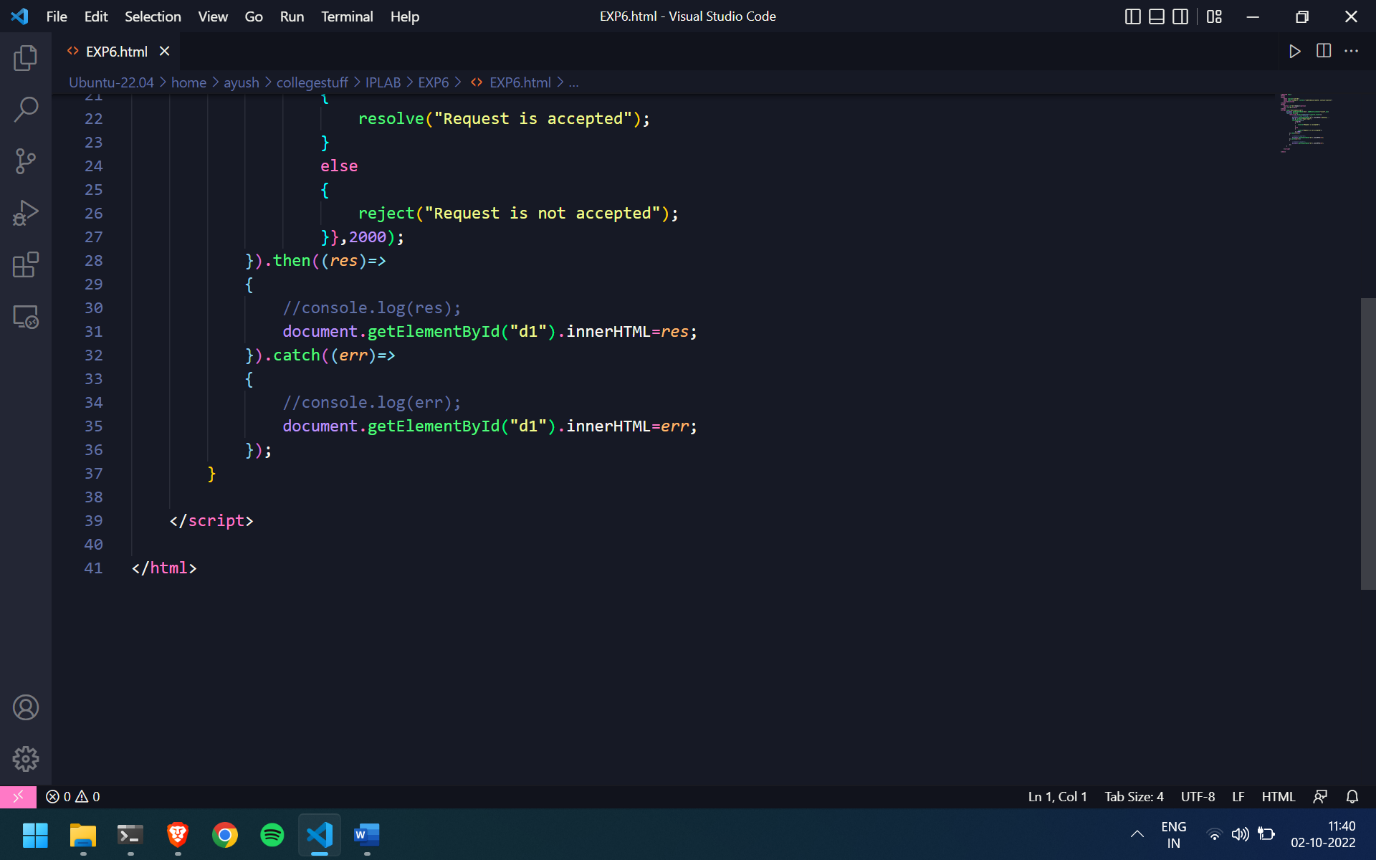 File Edit Selection View Go Run Terminal Help EXP6.html - Visual Studio Code
EXP6.html
Ubuntu-22.04 > home > ayush > collegestuff > IPLAB > EXP6 > EXP6.html > ...
21 {
22 resolve("Request is accepted");
23 }
24 else
25 {
26 reject("Request is not accepted");
27 }},2000);
28 }).then((res)=>
29 {
30 //console.log(res);
31 document.getElementById("d1").innerHTML=res;
32 }).catch((err)=>
33 {
34 //console.log(err);
35 document.getElementById("d1").innerHTML=err;
36 });
37 }
38
39 </script>
40
41 </html>
0 0 Ln 1, Col 1 Tab Size: 4 UTF-8 LF HTML
ENG 11:40
IN 02-10-2022